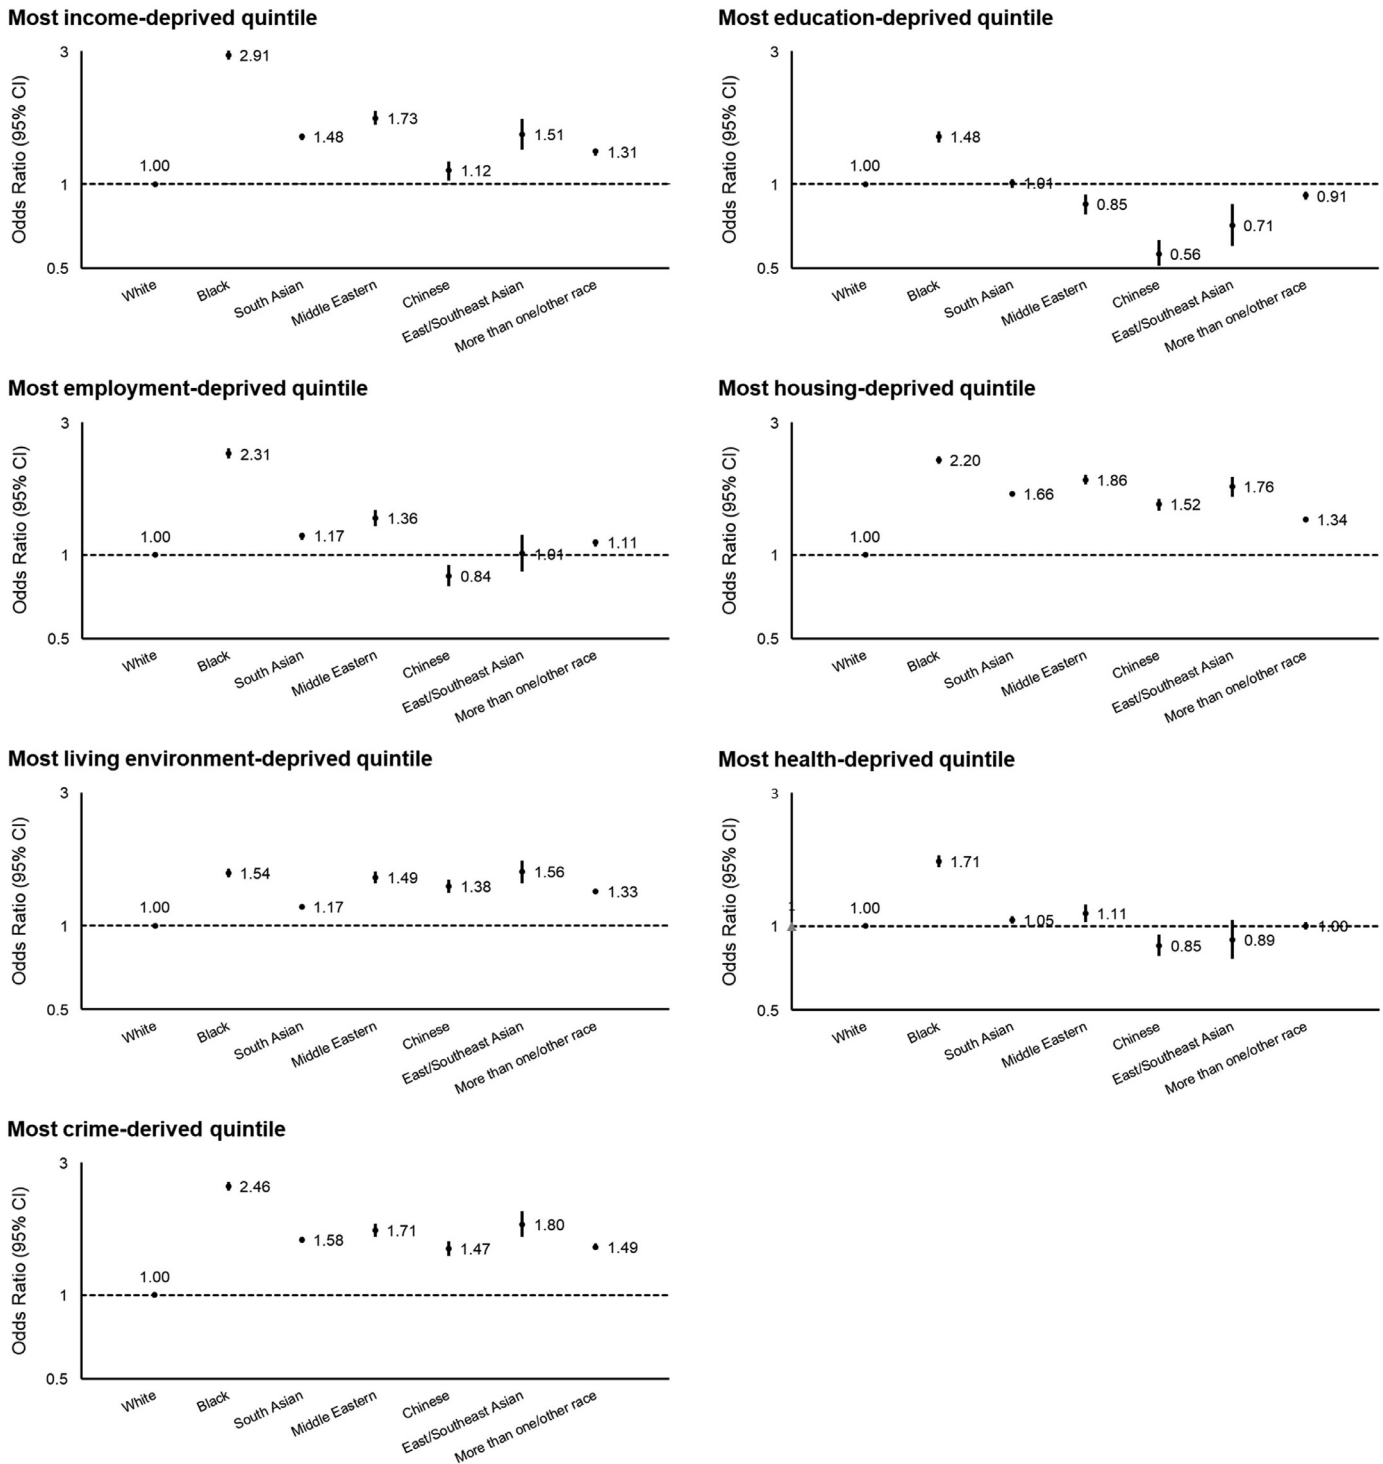 Most income-deprived quintile
Odds Ratio (95% CI)
3
1
0.5
1.00
2.91
1.48
1.73
1.12
1.51
1.31
White
Black
South Asian
Middle Eastern
Chinese
East/Southeast Asian
More than one/other race
Most education-deprived quintile
Odds Ratio (95% CI)
3
1
0.5
1.00
1.48
1.01
0.85
0.56
0.71
0.91
White
Black
South Asian
Middle Eastern
Chinese
East/Southeast Asian
More than one/other race
Most employment-deprived quintile
Odds Ratio (95% CI)
3
1
0.5
1.00
2.31
1.17
1.36
0.84
1.01
1.11
White
Black
South Asian
Middle Eastern
Chinese
East/Southeast Asian
More than one/other race
Most housing-deprived quintile
Odds Ratio (95% CI)
3
1
0.5
1.00
2.20
1.66
1.86
1.52
1.76
1.34
White
Black
South Asian
Middle Eastern
Chinese
East/Southeast Asian
More than one/other race
Most living environment-deprived quintile
Odds Ratio (95% CI)
3
1
0.5
1.00
1.54
1.17
1.49
1.38
1.56
1.33
White
Black
South Asian
Middle Eastern
Chinese
East/Southeast Asian
More than one/other race
Most health-deprived quintile
Odds Ratio (95% CI)
3
1
0.5
1
1.00
1.71
1.05
1.11
0.85
0.89
1.00
White
Black
South Asian
Middle Eastern
Chinese
East/Southeast Asian
More than one/other race
Most crime-derived quintile
Odds Ratio (95% CI)
3
1
0.5
1.00
2.46
1.58
1.71
1.47
1.80
1.49
White
Black
South Asian
Middle Eastern
Chinese
East/Southeast Asian
More than one/other race